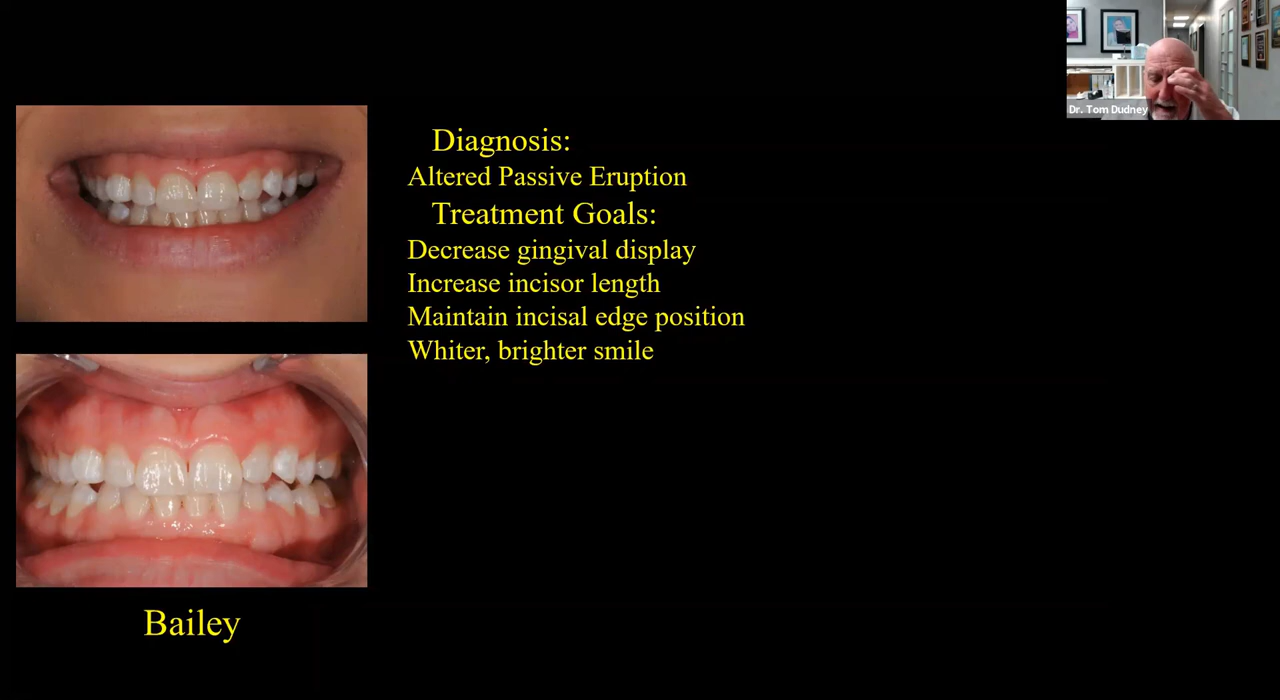 Dr. Tom Dudney
Diagnosis:
Altered Passive Eruption
Treatment Goals:
Decrease gingival display
Increase incisor length
Maintain incisal edge position
Whiter, brighter smile
Bailey